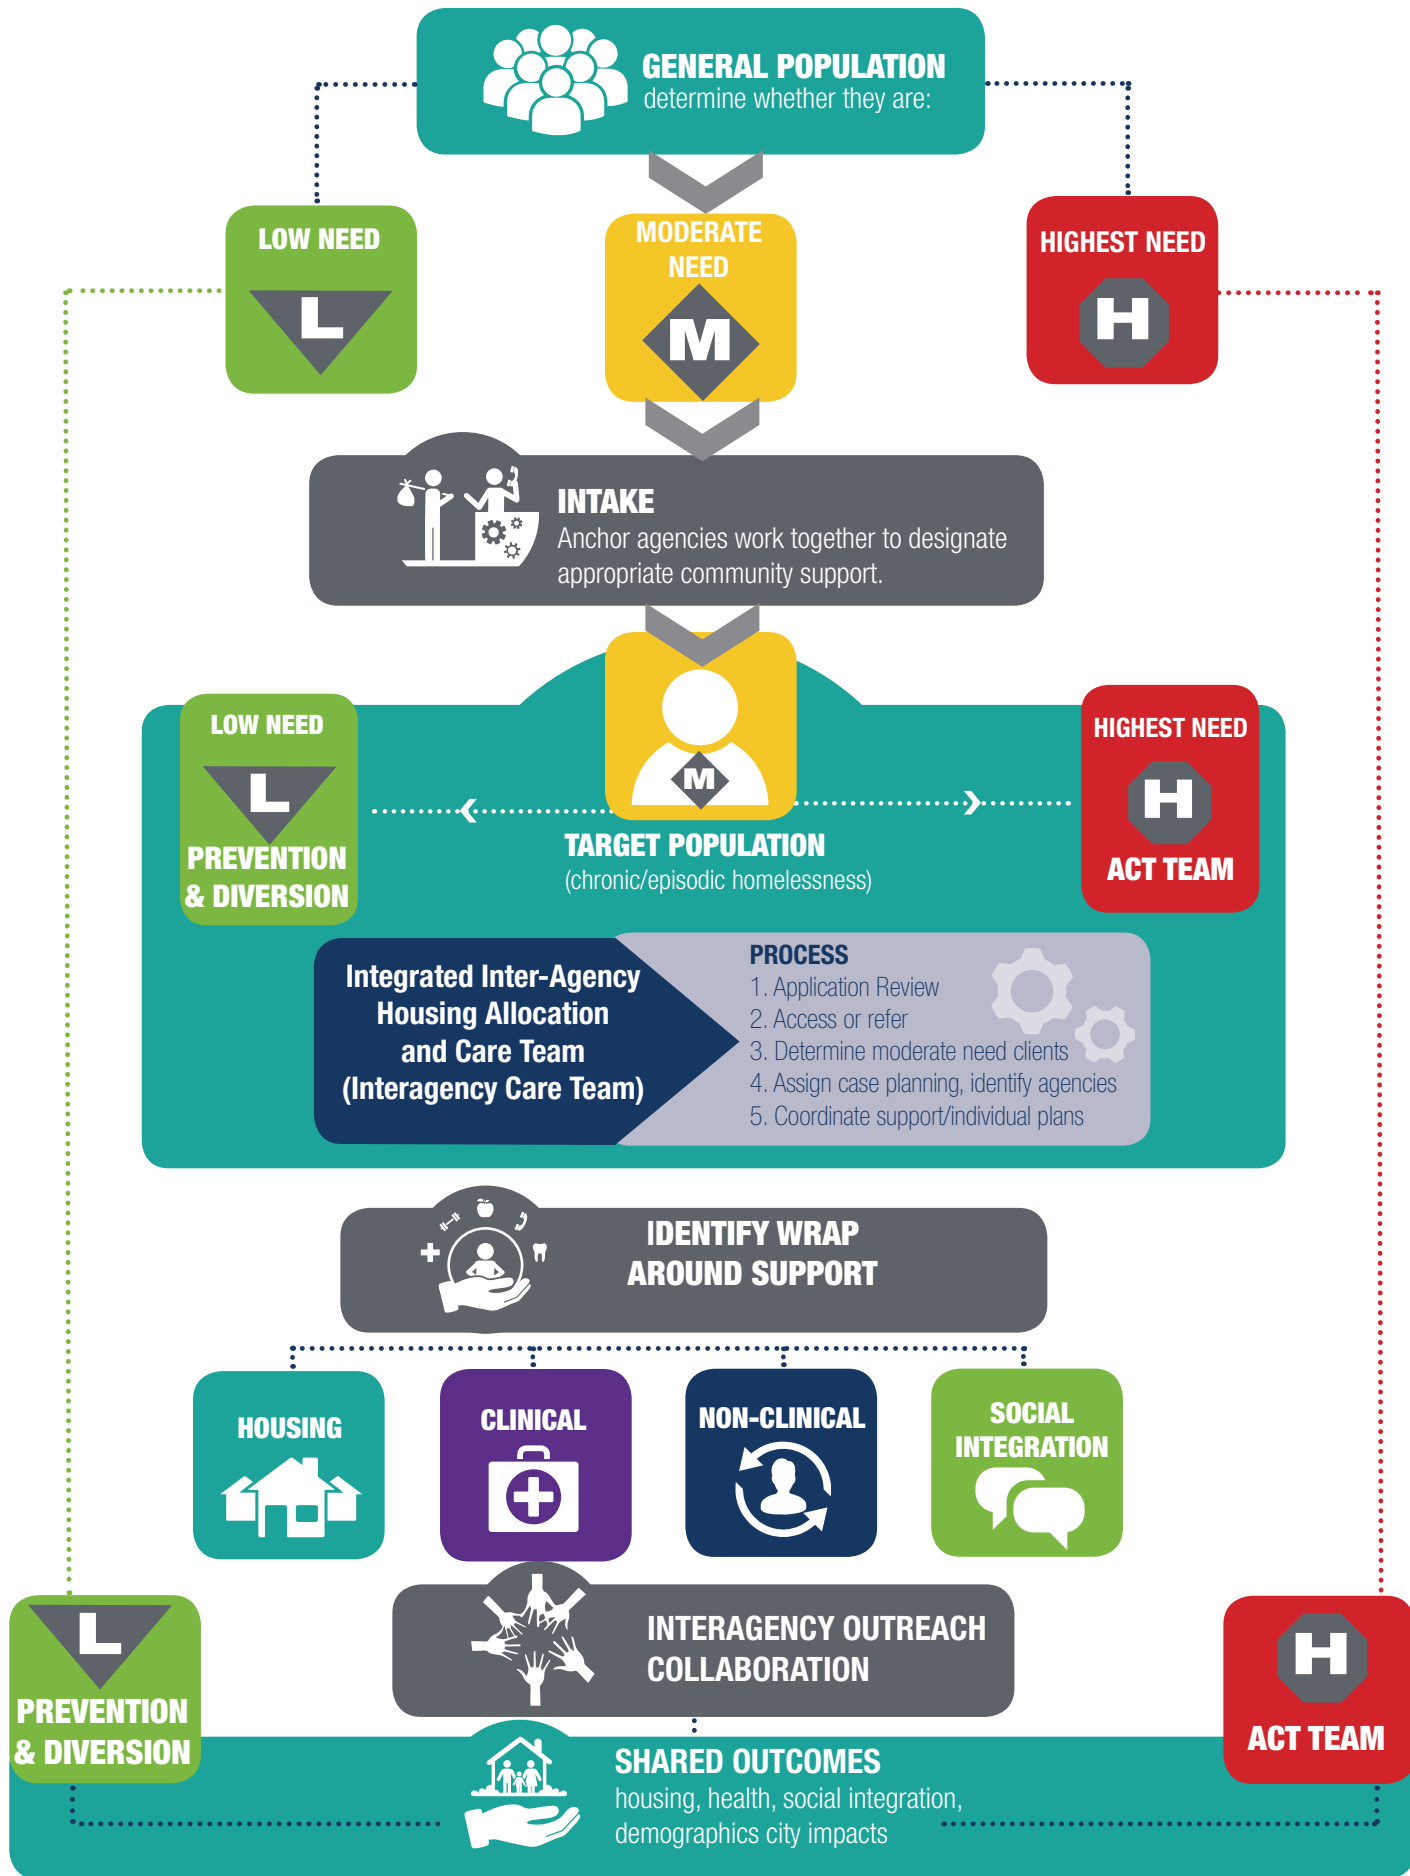 GENERAL POPULATION
determine whether they are:
LOW NEED
L
MODERATE
NEED
M
HIGHEST NEED
H
INTAKE
Anchor agencies work together to designate
appropriate community support.
LOW NEED
L
PREVENTION
& DIVERSION
M
TARGET POPULATION
(chronic/episodic homelessness)
HIGHEST NEED
H
ACT TEAM
Integrated Inter-Agency
Housing Allocation
and Care Team
(Interagency Care Team)
PROCESS
1. Application Review
2. Access or refer
3. Determine moderate need clients
4. Assign case planning, identify agencies
5. Coordinate support/individual plans
IDENTIFY WRAP
AROUND SUPPORT
HOUSING
CLINICAL
NON-CLINICAL
SOCIAL
INTEGRATION
L
PREVENTION
& DIVERSION
INTERAGENCY OUTREACH
COLLABORATION
H
ACT TEAM
SHARED OUTCOMES
housing, health, social integration,
demographics city impacts